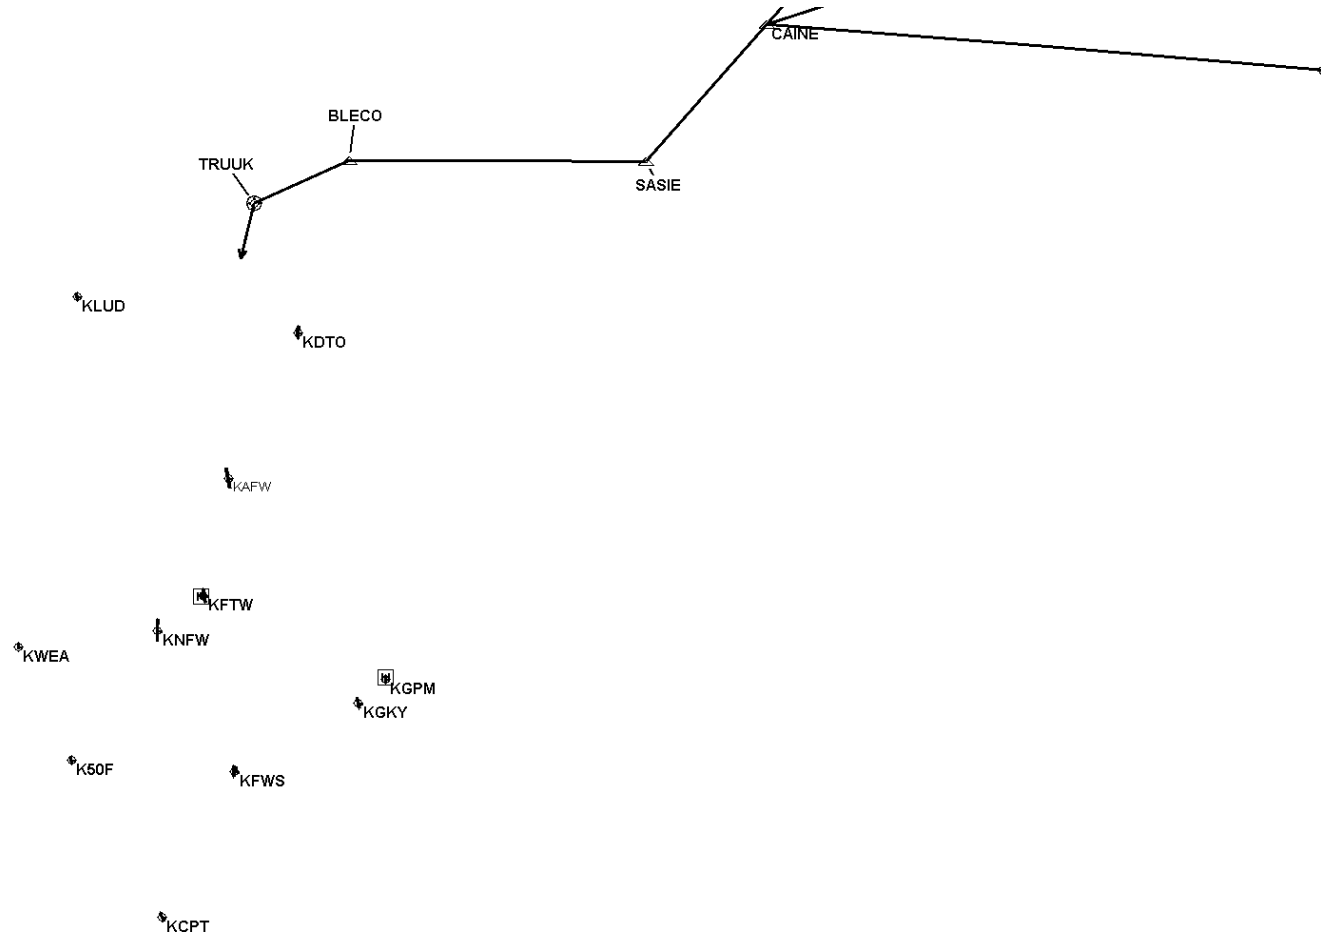 CAINE
BLECO
TRUUK
SASIE
KLUD
KDTO
KAFW
KFTW
KNFW
KWEA
KGPM
KGKY
K50F
KFWS
KCPT